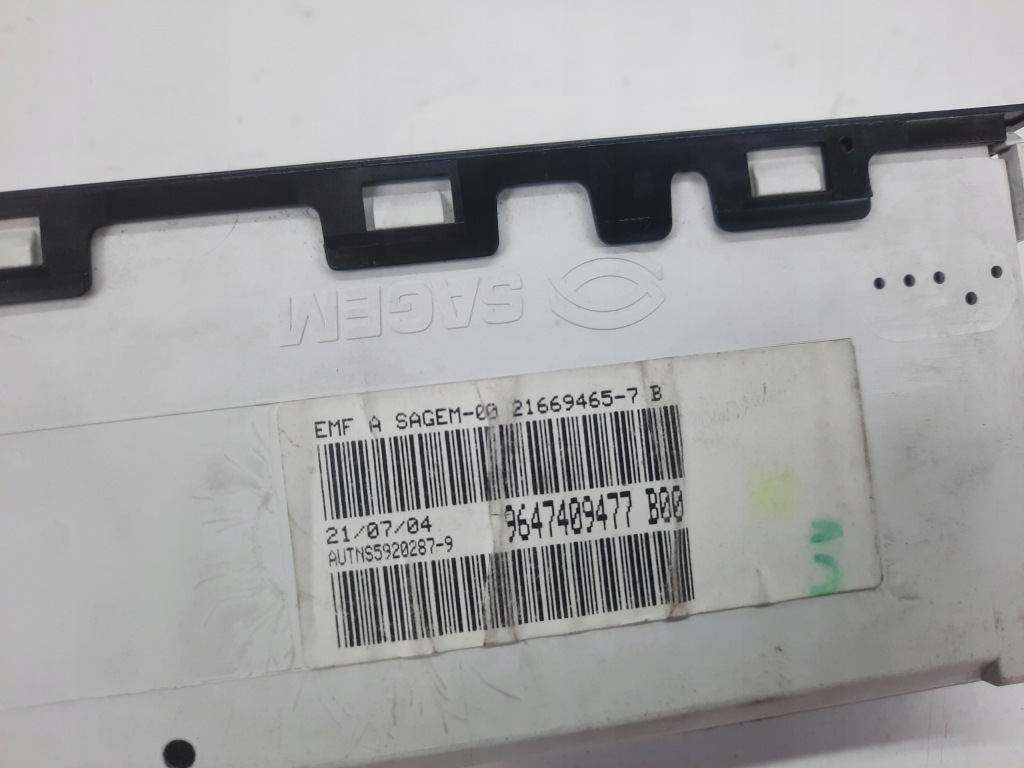 SAGEM
EMF A SAGEM-00 21669465-7 B
21/07/04
9647409477 B00
AUTNS5920287-9